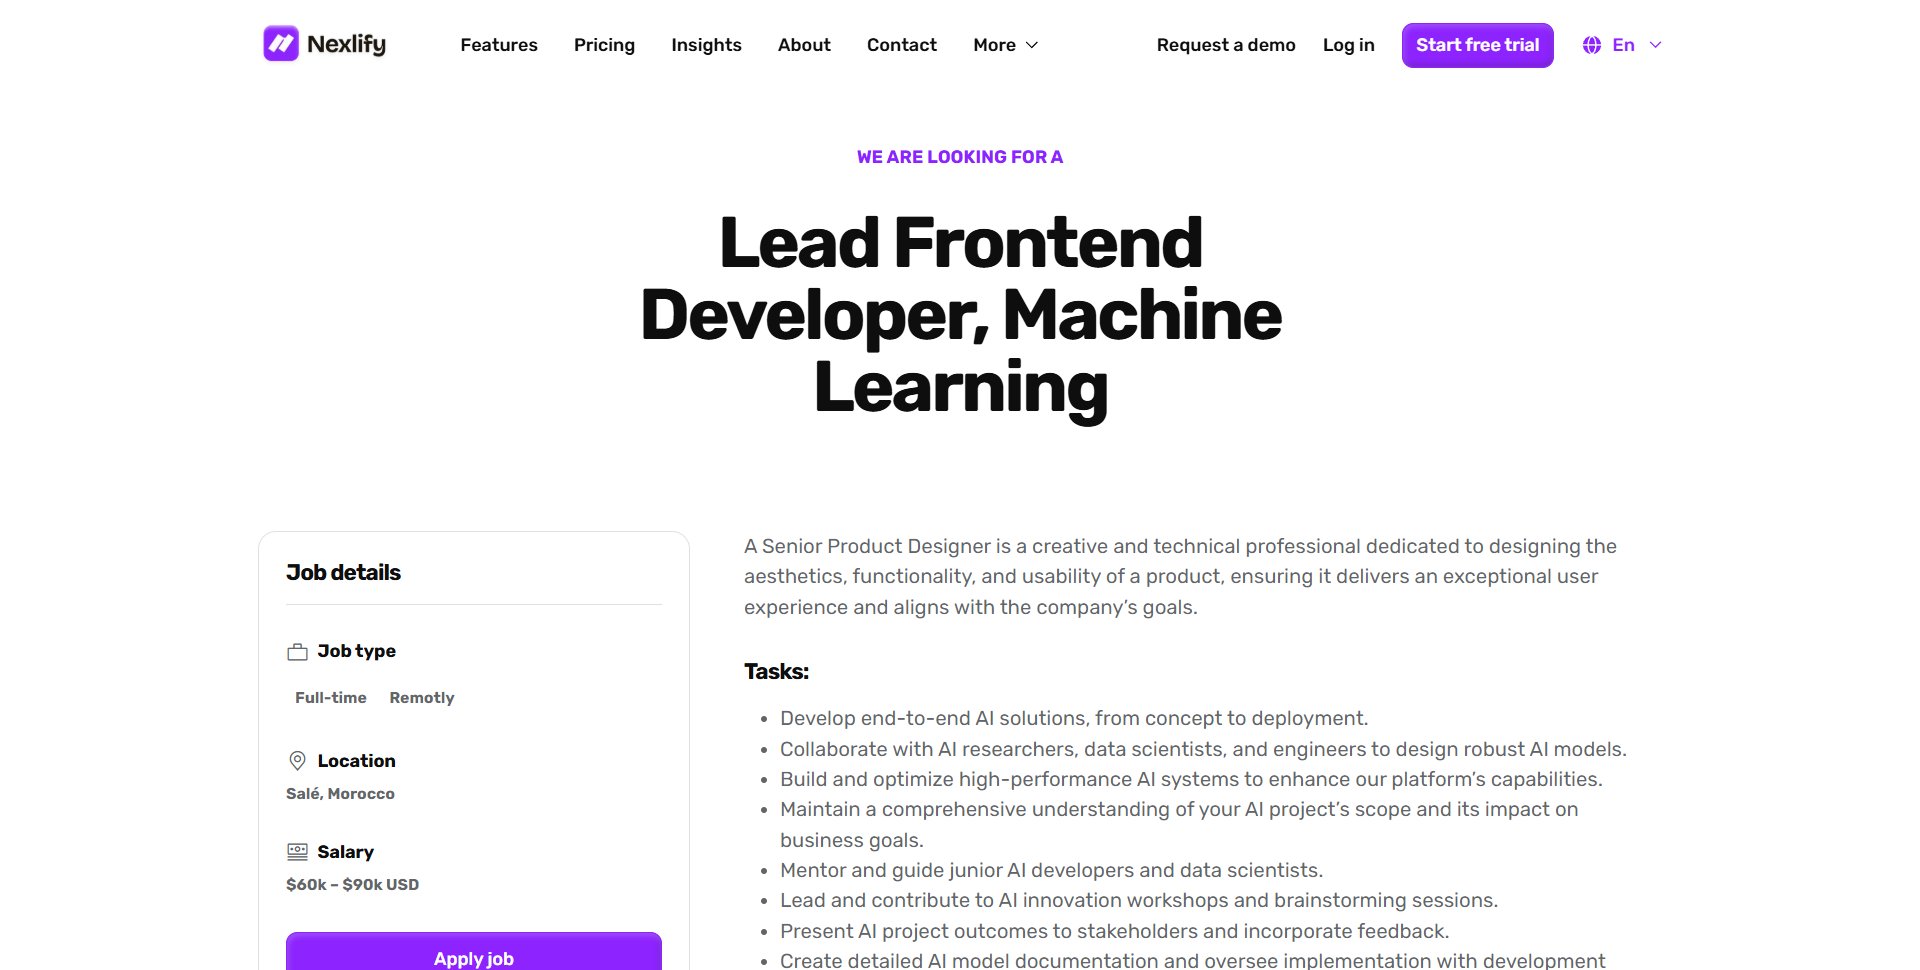 Nexlify
Features Pricing Insights About Contact More
Request a demo Log in Start free trial En
WE ARE LOOKING FOR A
Lead Frontend
Developer, Machine
Learning
Job details
Job type
Full-time Remotly
Location
Salé, Morocco
Salary
$60k – $90k USD
Apply job
A Senior Product Designer is a creative and technical professional dedicated to designing the
aesthetics, functionality, and usability of a product, ensuring it delivers an exceptional user
experience and aligns with the company’s goals.
Tasks:
• Develop end-to-end AI solutions, from concept to deployment.
• Collaborate with AI researchers, data scientists, and engineers to design robust AI models.
• Build and optimize high-performance AI systems to enhance our platform’s capabilities.
• Maintain a comprehensive understanding of your AI project’s scope and its impact on
business goals.
• Mentor and guide junior AI developers and data scientists.
• Lead and contribute to AI innovation workshops and brainstorming sessions.
• Present AI project outcomes to stakeholders and incorporate feedback.
• Create detailed AI model documentation and oversee implementation with development